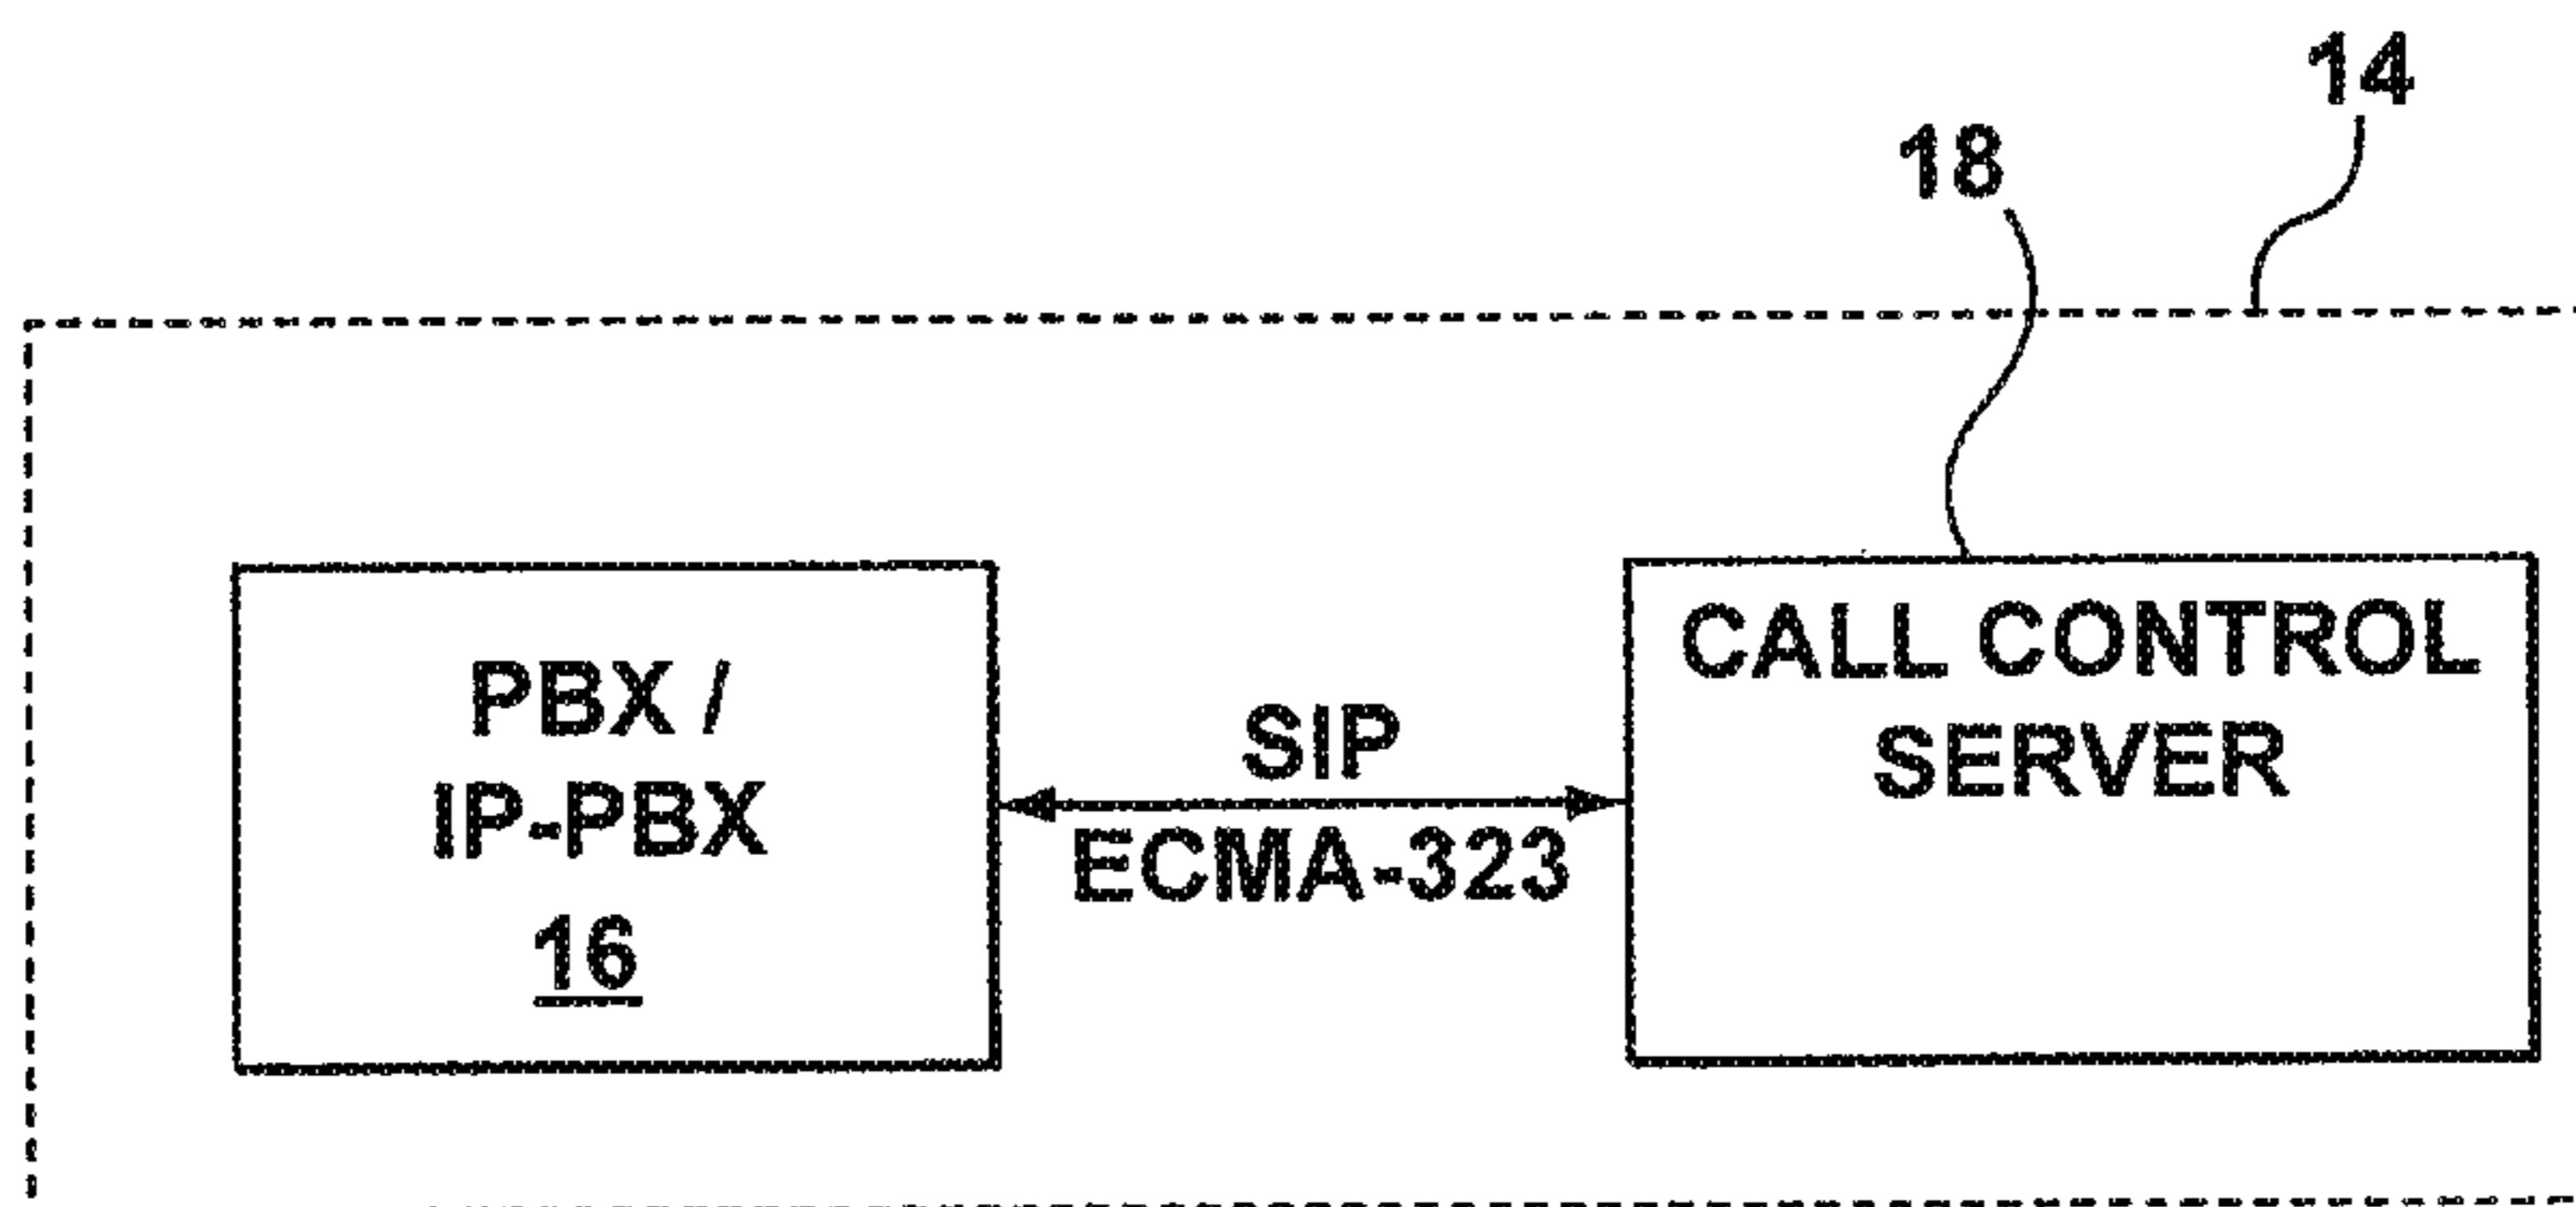 14
18
PBX /
IP-PBX
16
SIP
ECMA-323
CALL CONTROL
SERVER